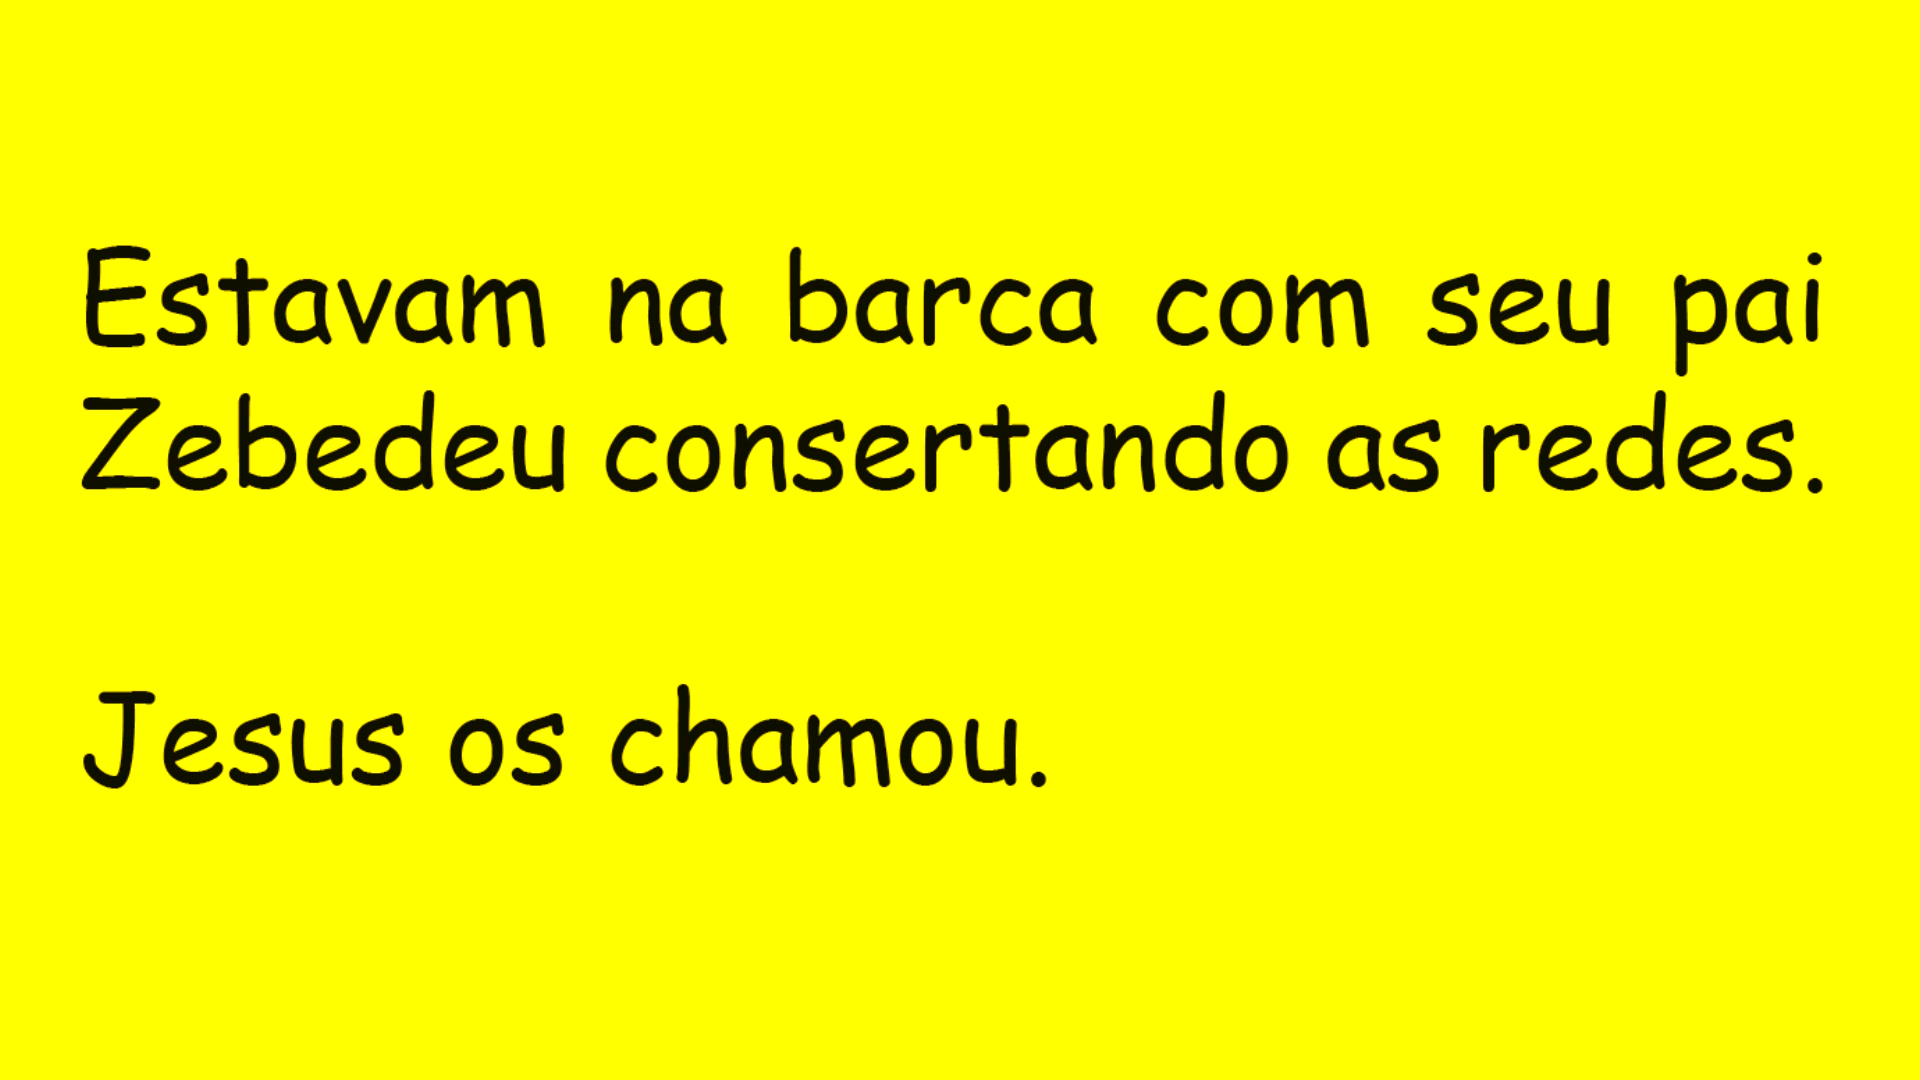 Estavam na barca com seu pai
Zebedeu consertando as redes.
Jesus os chamou.